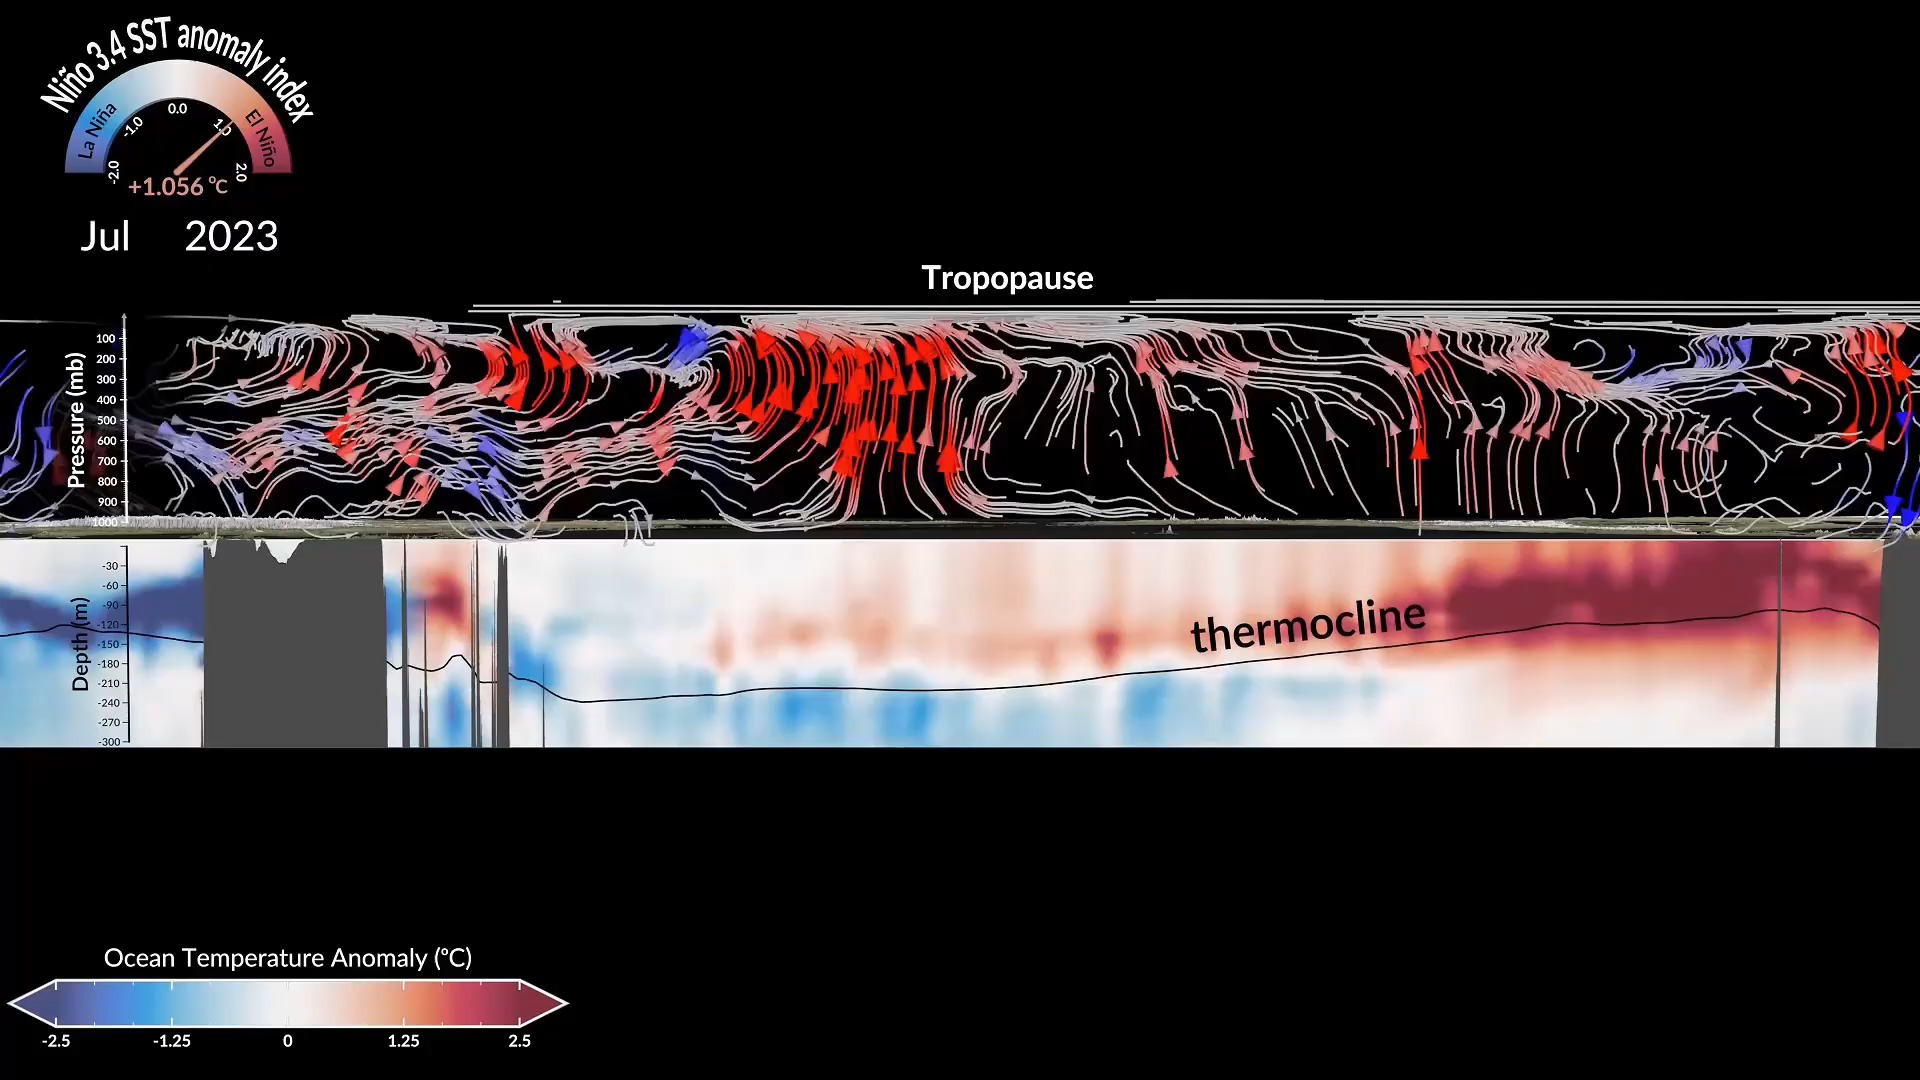 Niño 3.4 SST anomaly index
La Niña
El Niño
-2.0
-1.0
0.0
1.0
2.0
+1.056 °C
Jul 2023
Tropopause
Pressure (mb)
100
200
300
400
500
600
700
800
900
1000
thermocline
Depth (m)
-30
-60
-90
-120
-150
-180
-210
-240
-270
-300
Ocean Temperature Anomaly (°C)
-2.5 -1.25 0 1.25 2.5